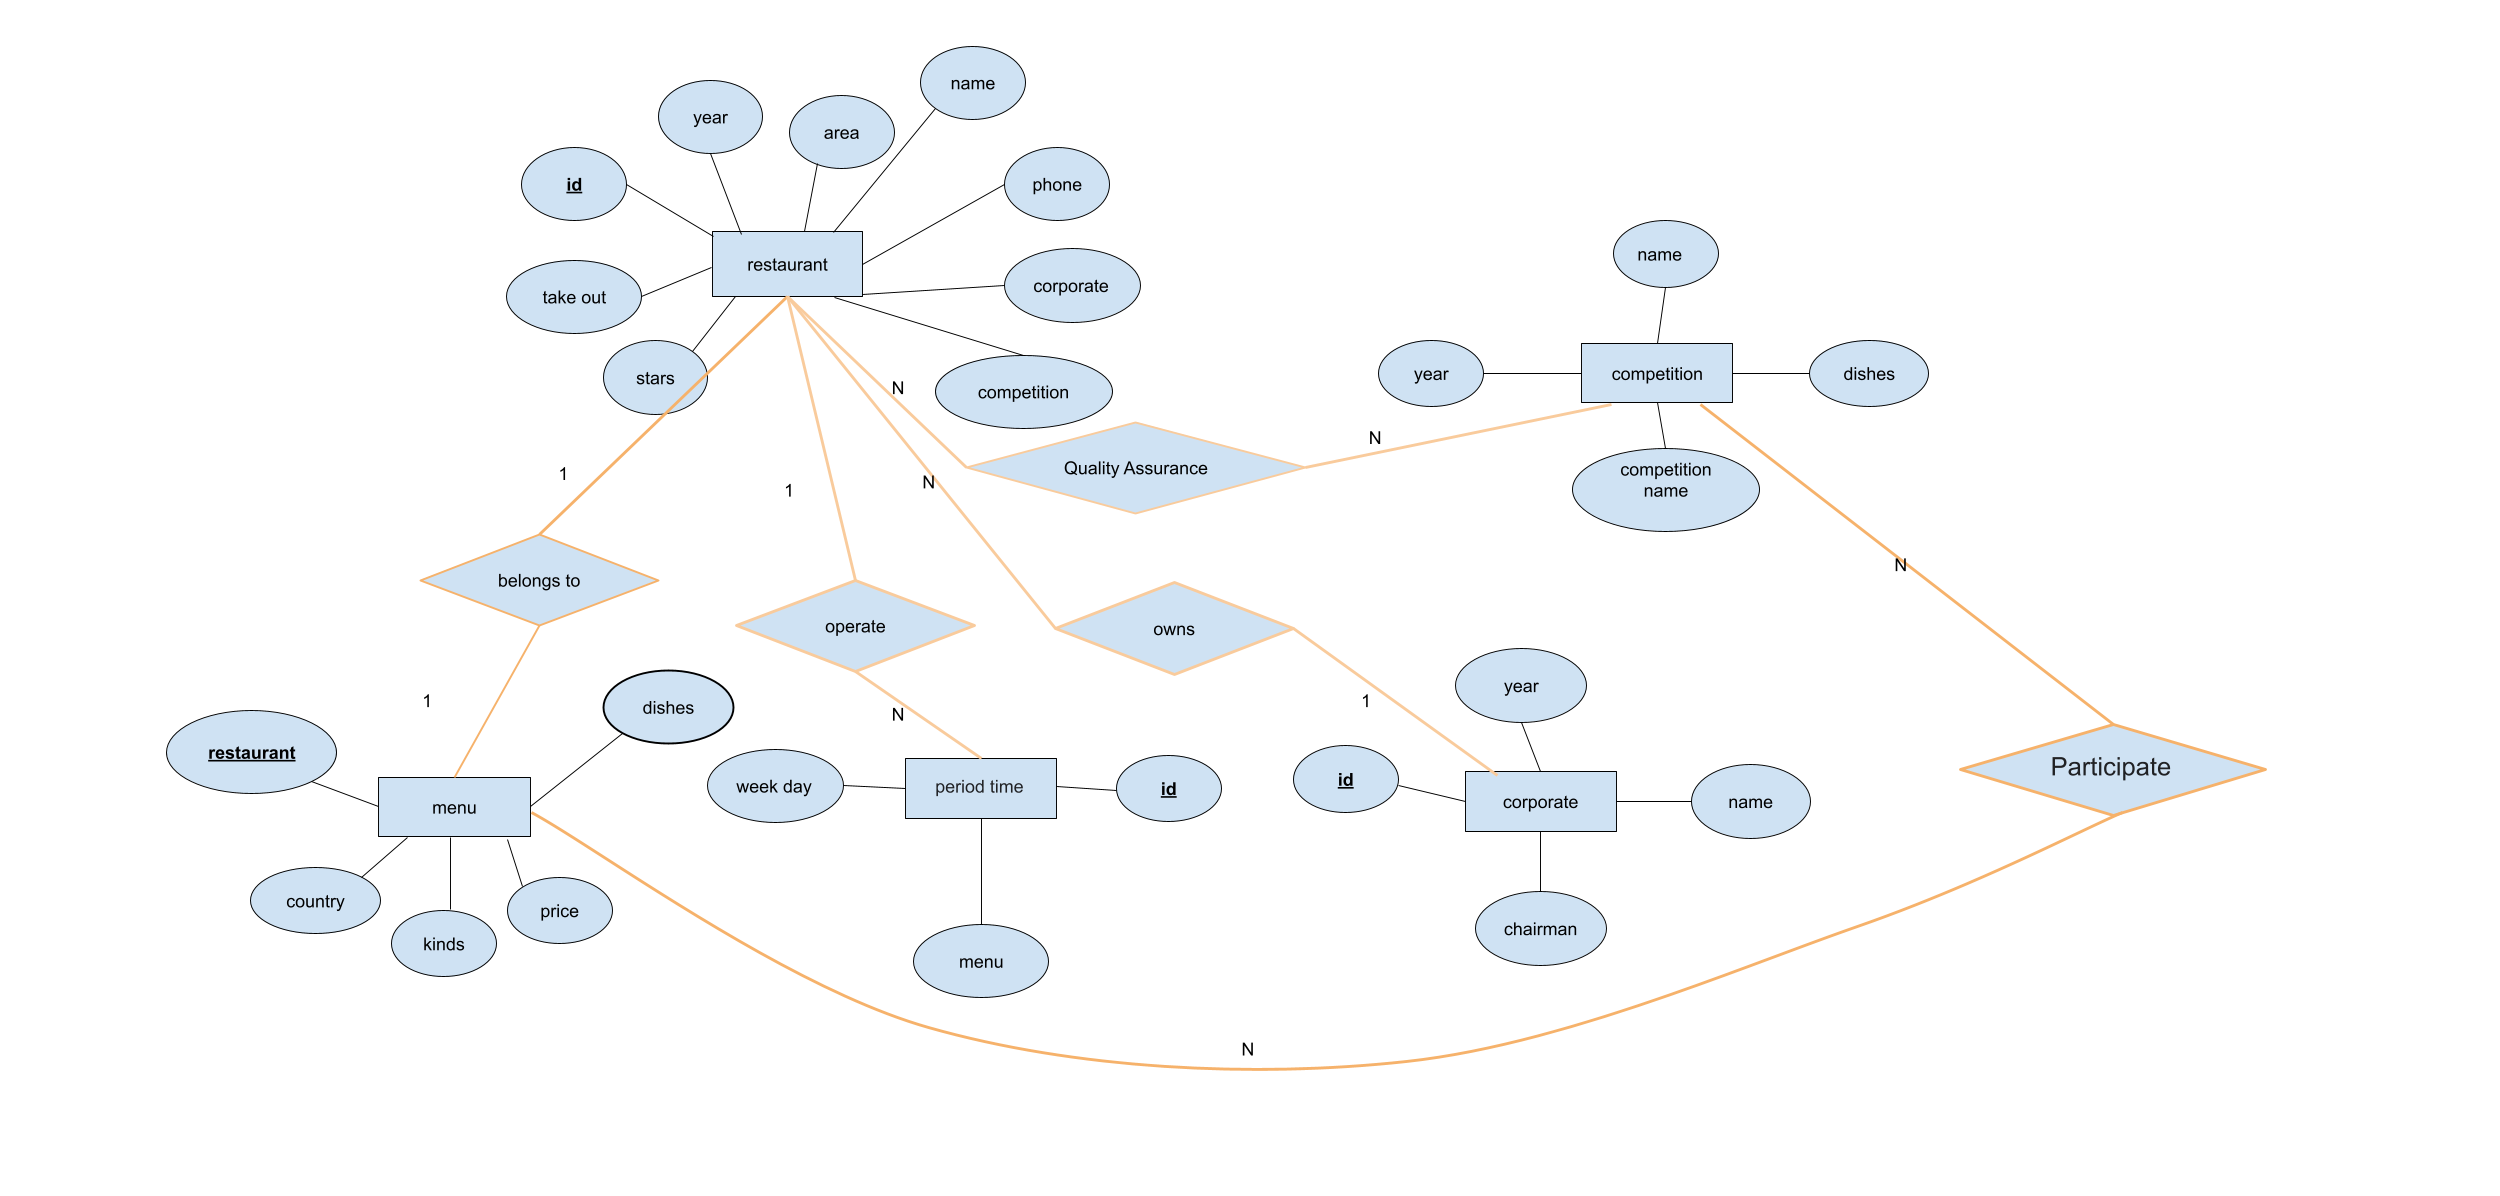 name
year
area
id
phone
restaurant
name
corporate
take out
competition
year
dishes
stars
N
competition
N
Quality Assurance
competition
name
1
N
1
N
belongs to
operate
owns
year
1
dishes
1
N
restaurant
Participate
week day
period time
id
id
menu
corporate
name
country
price
kinds
chairman
menu
N